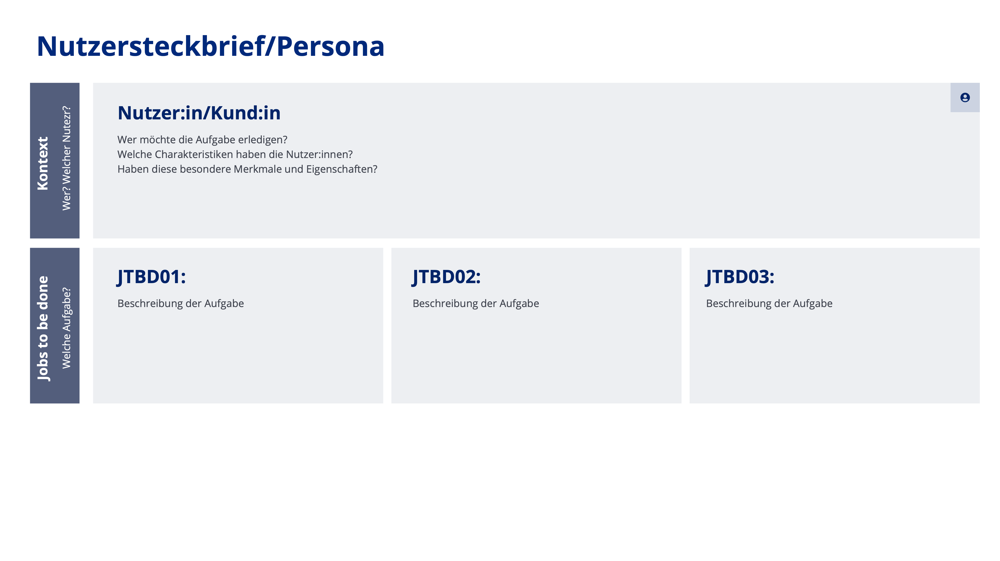 Nutzersteckbrief/Persona
Kontext
Wer? Welcher Nutezr?
Nutzer:in/Kund:in
Wer möchte die Aufgabe erledigen?
Welche Charakteristiken haben die Nutzer:innen?
Haben diese besondere Merkmale und Eigenschaften?
Jobs to be done
Welche Aufgabe?
JTBD01:
Beschreibung der Aufgabe
JTBD02:
Beschreibung der Aufgabe
JTBD03:
Beschreibung der Aufgabe